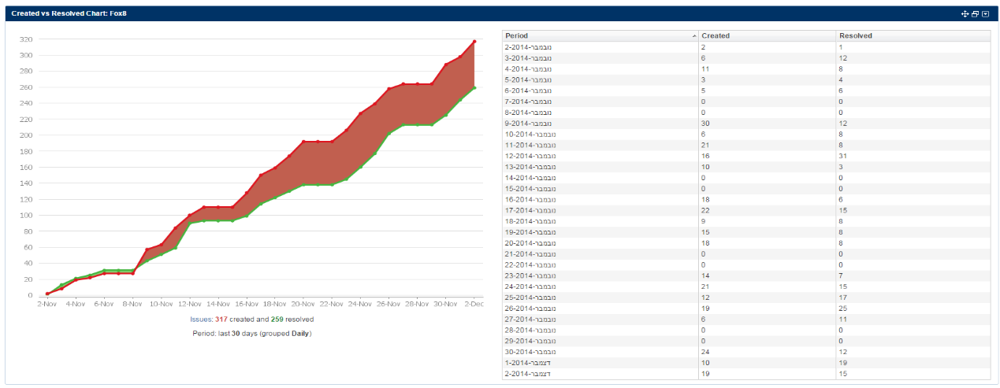 Created vs Resolved Chart: Fox8
320
300
280
260
240
220
200
180
160
140
120
100
80
60
40
20
0
2-Nov 4-Nov 6-Nov 8-Nov 10-Nov 12-Nov 14-Nov 16-Nov 18-Nov 20-Nov 22-Nov 24-Nov 26-Nov 28-Nov 30-Nov 2-Dec
Issues: 317 created and 259 resolved
Period: last 30 days (grouped Daily)
Period Created Resolved
2-נובמבר-2014 2 1
3-נובמבר-2014 6 12
4-נובמבר-2014 11 8
5-נובמבר-2014 3 4
6-נובמבר-2014 5 6
7-נובמבר-2014 0 0
8-נובמבר-2014 0 0
9-נובמבר-2014 30 12
10-נובמבר-2014 6 8
11-נובמבר-2014 21 8
12-נובמבר-2014 16 31
13-נובמבר-2014 10 3
14-נובמבר-2014 0 0
15-נובמבר-2014 0 0
16-נובמבר-2014 18 6
17-נובמבר-2014 22 15
18-נובמבר-2014 9 8
19-נובמבר-2014 15 8
20-נובמבר-2014 18 8
21-נובמבר-2014 0 0
22-נובמבר-2014 0 0
23-נובמבר-2014 14 7
24-נובמבר-2014 21 15
25-נובמבר-2014 12 17
26-נובמבר-2014 19 25
27-נובמבר-2014 6 11
28-נובמבר-2014 0 0
29-נובמבר-2014 0 0
30-נובמבר-2014 24 12
1-דצמבר-2014 10 19
2-דצמבר-2014 19 15